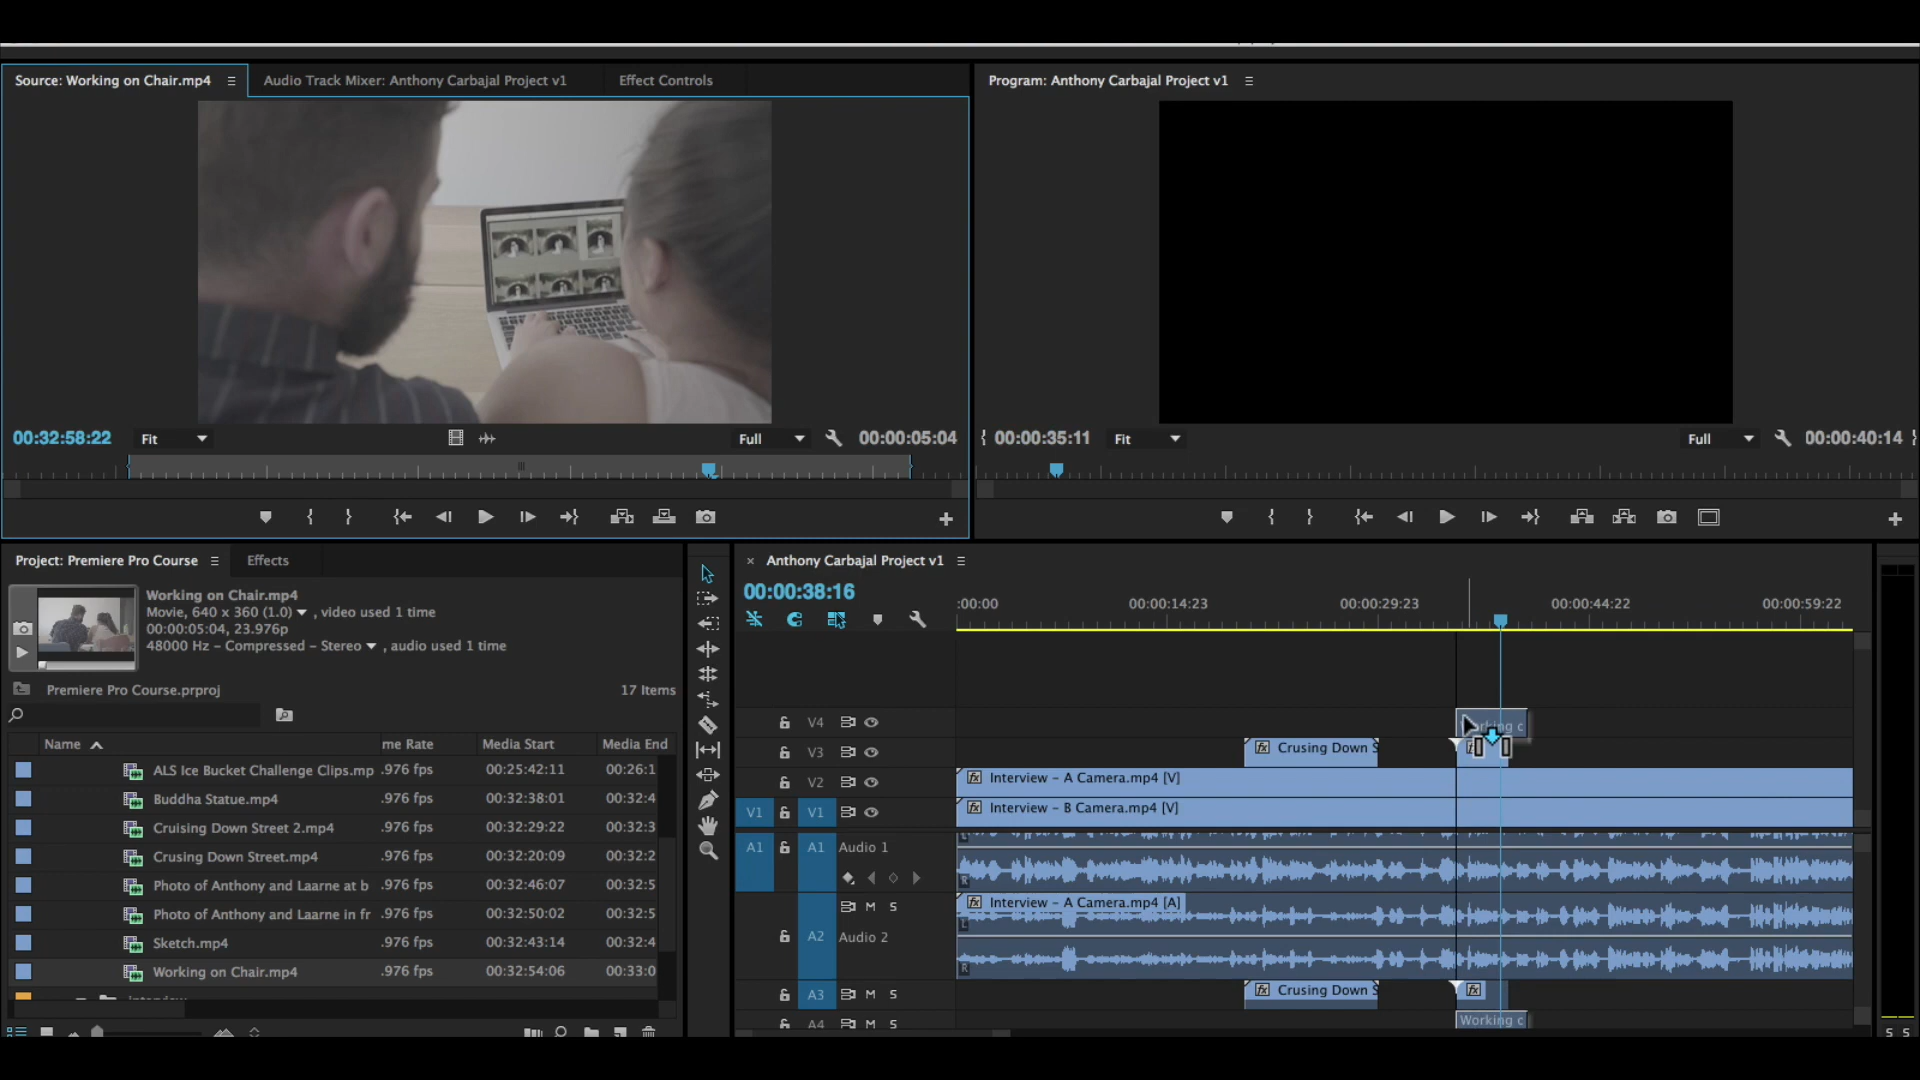 Source: Working on Chair.mp4
Audio Track Mixer: Anthony Carbajal Project v1
Effect Controls
Program: Anthony Carbajal Project v1
00:32:58:22
Fit
Full
00:00:05:04
00:00:35:11
Fit
Full
00:00:40:14
Project: Premiere Pro Course
Effects
Working on Chair.mp4
Movie, 640 x 360 (1.0) , video used 1 time
00:00:05:04, 23.976p
48000 Hz - Compressed - Stereo , audio used 1 time
Premiere Pro Course.prproj
17 Items
Name
me Rate
Media Start
Media End
ALS Ice Bucket Challenge Clips.mp
.976 fps
00:25:42:11
00:26:1
Buddha Statue.mp4
.976 fps
00:32:38:01
00:32:4
Cruising Down Street 2.mp4
.976 fps
00:32:29:22
00:32:3
Crusing Down Street.mp4
.976 fps
00:32:20:09
00:32:2
Photo of Anthony and Laarne at b
.976 fps
00:32:46:07
00:32:5
Photo of Anthony and Laarne in fr
.976 fps
00:32:50:02
00:32:5
Sketch.mp4
.976 fps
00:32:43:14
00:32:4
Working on Chair.mp4
.976 fps
00:32:54:06
00:33:0
Anthony Carbajal Project v1
00:00:38:16
:00:00
00:00:14:23
00:00:29:23
00:00:44:22
00:00:59:22
V4
V3
fx Crusing Down S
V2
fx Interview - A Camera.mp4 [V]
V1
V1
fx Interview - B Camera.mp4 [V]
A1
A1
Audio 1
R
M S
fx Interview - A Camera.mp4 [A]
L
A2
Audio 2
R
A3
M S
fx Crusing Down S
fx
A4
M S
Working c
S S